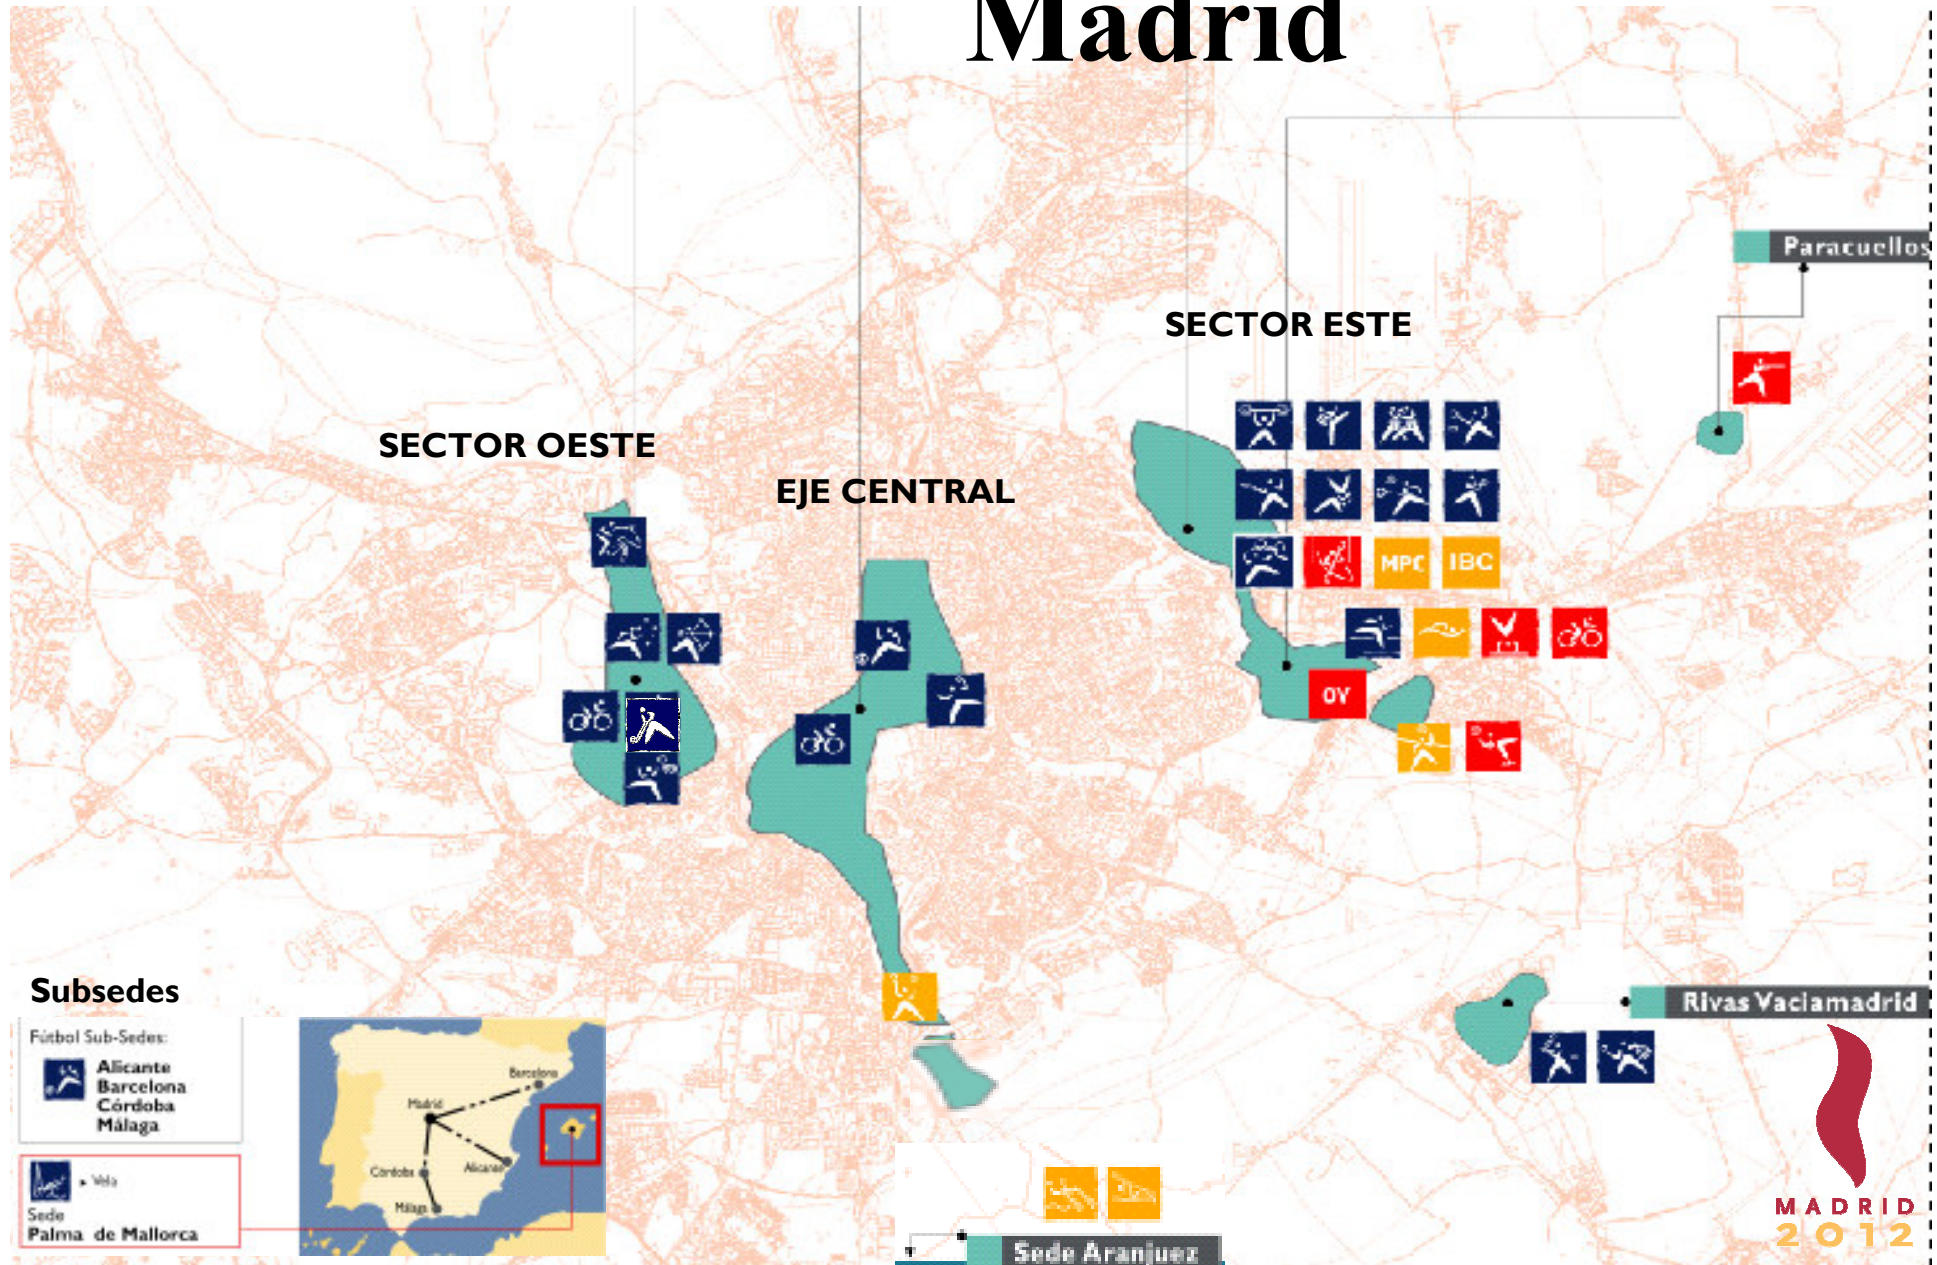 Madrid
Paracuellos
SECTOR ESTE
SECTOR OESTE
EJE CENTRAL
MPC
IBC
OV
Subsedes
Fútbol Sub-Sedes:
Alicante
Barcelona
Córdoba
Málaga
Vela
Sede
Palma de Mallorca
Barcelona
Madrid
Córdoba
Alicante
Málaga
Rivas Vaciamadrid
MADRID
2012
Sede Aranjuez